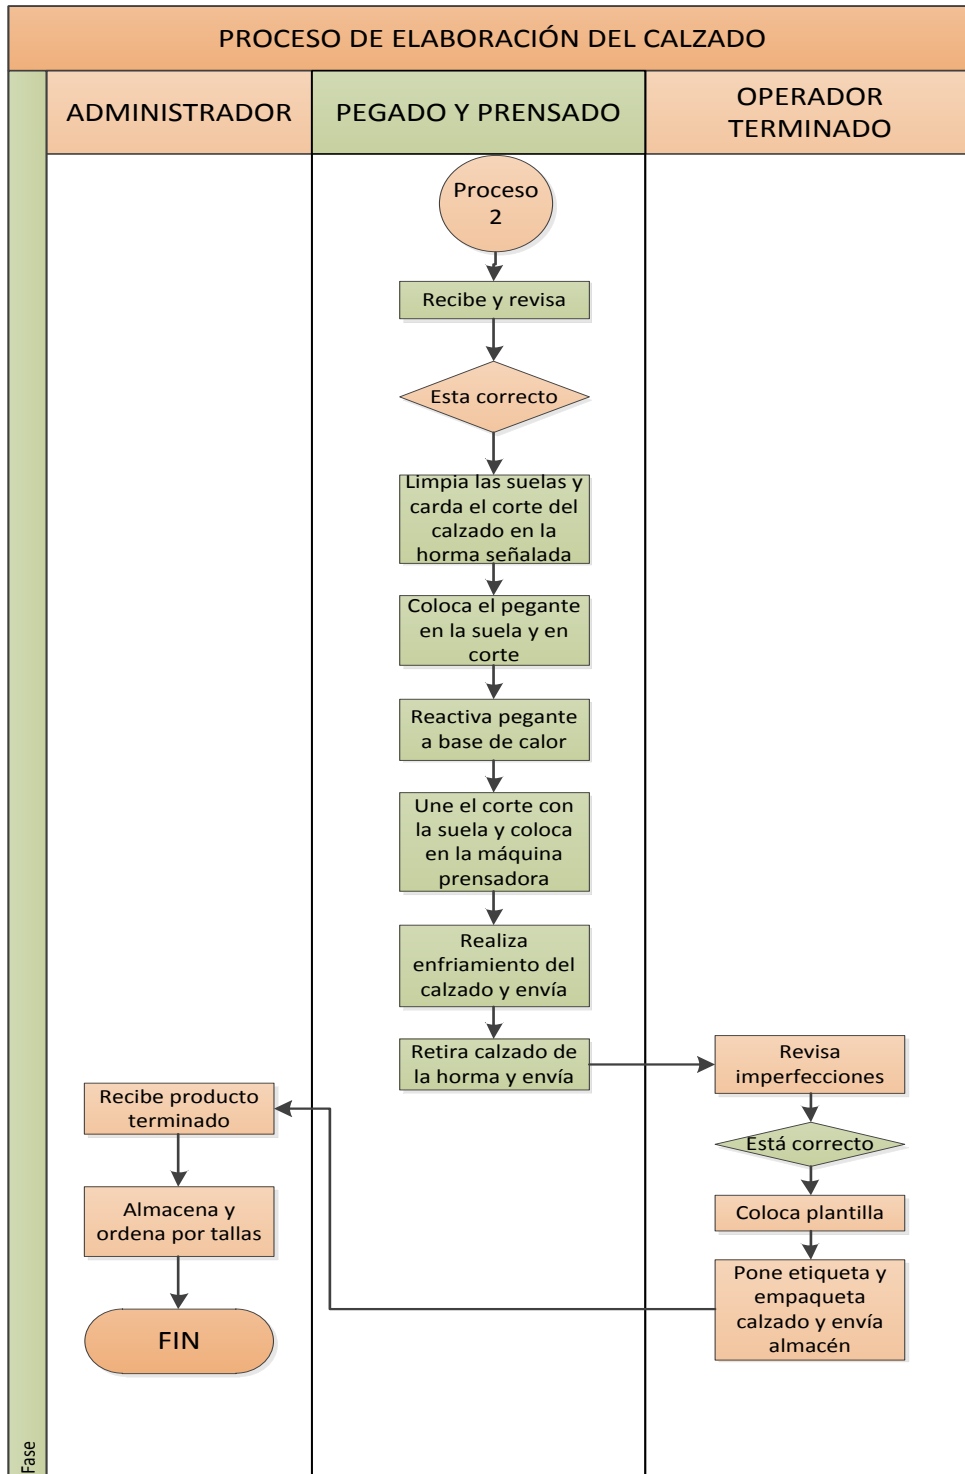 PROCESO DE ELABORACIÓN DEL CALZADO
ADMINISTRADOR
PEGADO Y PRENSADO
OPERADOR
TERMINADO
Proceso
2
Recibe y revisa
Esta correcto
Limpia las suelas y
carda el corte del
calzado en la
horma señalada
Coloca el pegante
en la suela y en
corte
Reactiva pegante
a base de calor
Une el corte con
la suela y coloca
en la máquina
prensadora
Realiza
enfriamiento del
calzado y envía
Retira calzado de
la horma y envía
Revisa
imperfecciones
Está correcto
Coloca plantilla
Pone etiqueta y
empaqueta
calzado y envía
almacén
Recibe producto
terminado
Almacena y
ordena por tallas
FIN
Fase